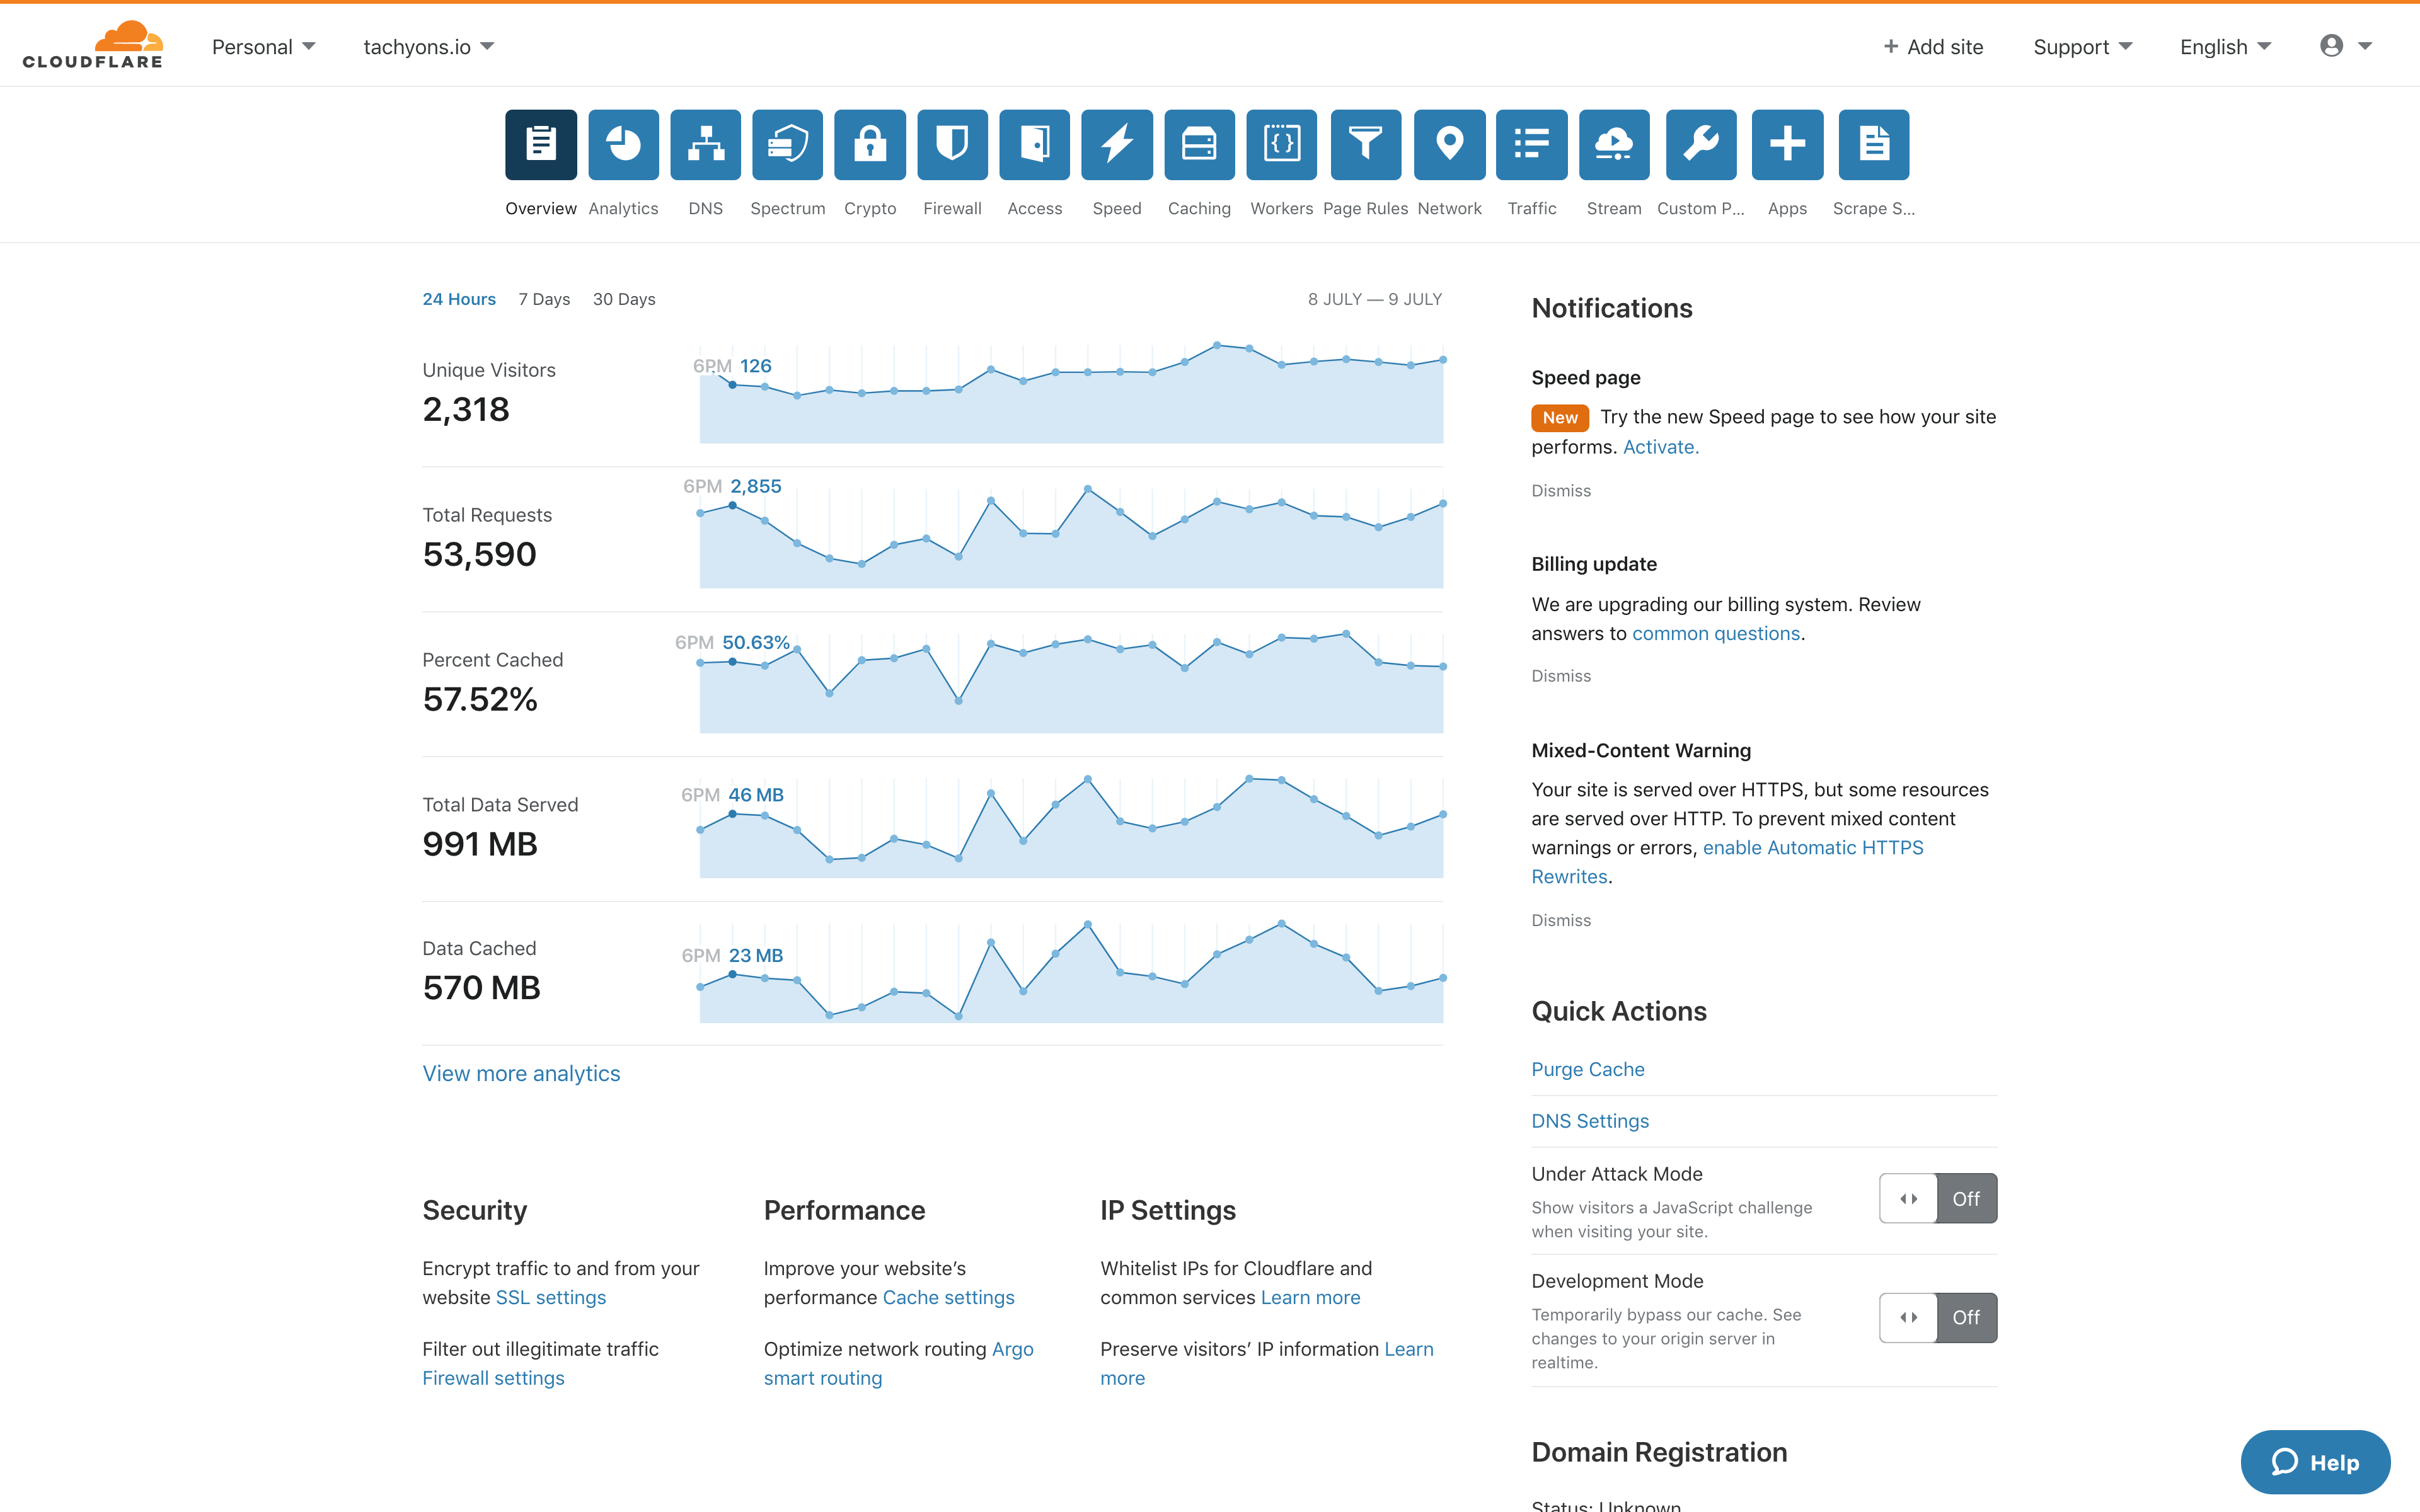 CLOUDFLARE
Personal
tachyons.io
+ Add site
Support
English
Overview
Analytics
DNS
Spectrum
Crypto
Firewall
Access
Speed
Caching
Workers
Page Rules
Network
Traffic
Stream
Custom P...
Apps
Scrape S...
24 Hours 7 Days 30 Days
8 JULY — 9 JULY
Unique Visitors
2,318
6PM 126
Total Requests
53,590
6PM 2,855
Percent Cached
57.52%
6PM 50.63%
Total Data Served
991 MB
6PM 46 MB
Data Cached
570 MB
6PM 23 MB
View more analytics
Security
Encrypt traffic to and from your
website SSL settings
Filter out illegitimate traffic
Firewall settings
Performance
Improve your website’s
performance Cache settings
Optimize network routing Argo
smart routing
IP Settings
Whitelist IPs for Cloudflare and
common services Learn more
Preserve visitors’ IP information Learn
more
Notifications
Speed page
New Try the new Speed page to see how your site
performs. Activate.
Dismiss
Billing update
We are upgrading our billing system. Review
answers to common questions.
Dismiss
Mixed-Content Warning
Your site is served over HTTPS, but some resources
are served over HTTP. To prevent mixed content
warnings or errors, enable Automatic HTTPS
Rewrites.
Dismiss
Quick Actions
Purge Cache
DNS Settings
Under Attack Mode
Show visitors a JavaScript challenge
when visiting your site.
Off
Development Mode
Temporarily bypass our cache. See
changes to your origin server in
realtime.
Off
Domain Registration
Status: Unknown
Help